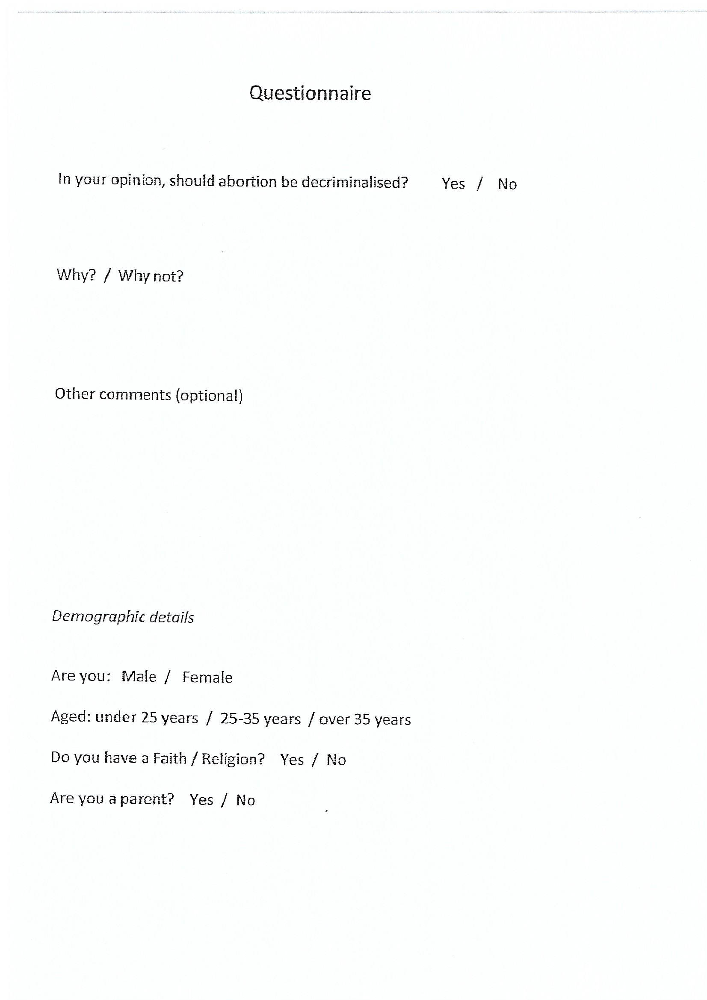 Questionnaire
In your opinion, should abortion be decriminalised? Yes / No
Why? / Why not?
Other comments (optional)
Demographic details
Are you: Male / Female
Aged: under 25 years / 25-35 years / over 35 years
Do you have a Faith / Religion? Yes / No
Are you a parent? Yes / No